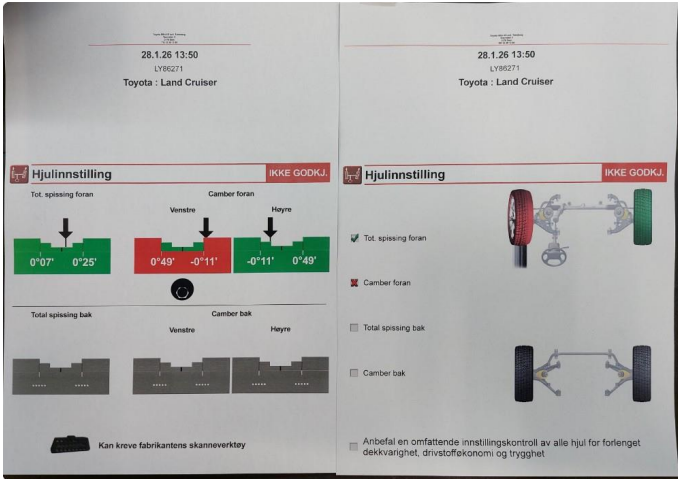 28.1.26 13:50
LY86271
Toyota : Land Cruiser
Hjulinnstilling
IKKE GODKJ.
Tot. spissing foran
Camber foran
Venstre
Høyre
0°07' 0°25'
0°49' -0°11'
-0°11' 0°49'
Total spissing bak
Camber bak
Venstre
Høyre
Kan kreve fabrikantens skanneverktøy
28.1.26 13:50
LY86271
Toyota : Land Cruiser
Hjulinnstilling
IKKE GODKJ.
Tot. spissing foran
Camber foran
Total spissing bak
Camber bak
Anbefal en omfattende innstillingskontroll av alle hjul for forlenget
dekkvarighet, drivstofføkonomi og trygghet